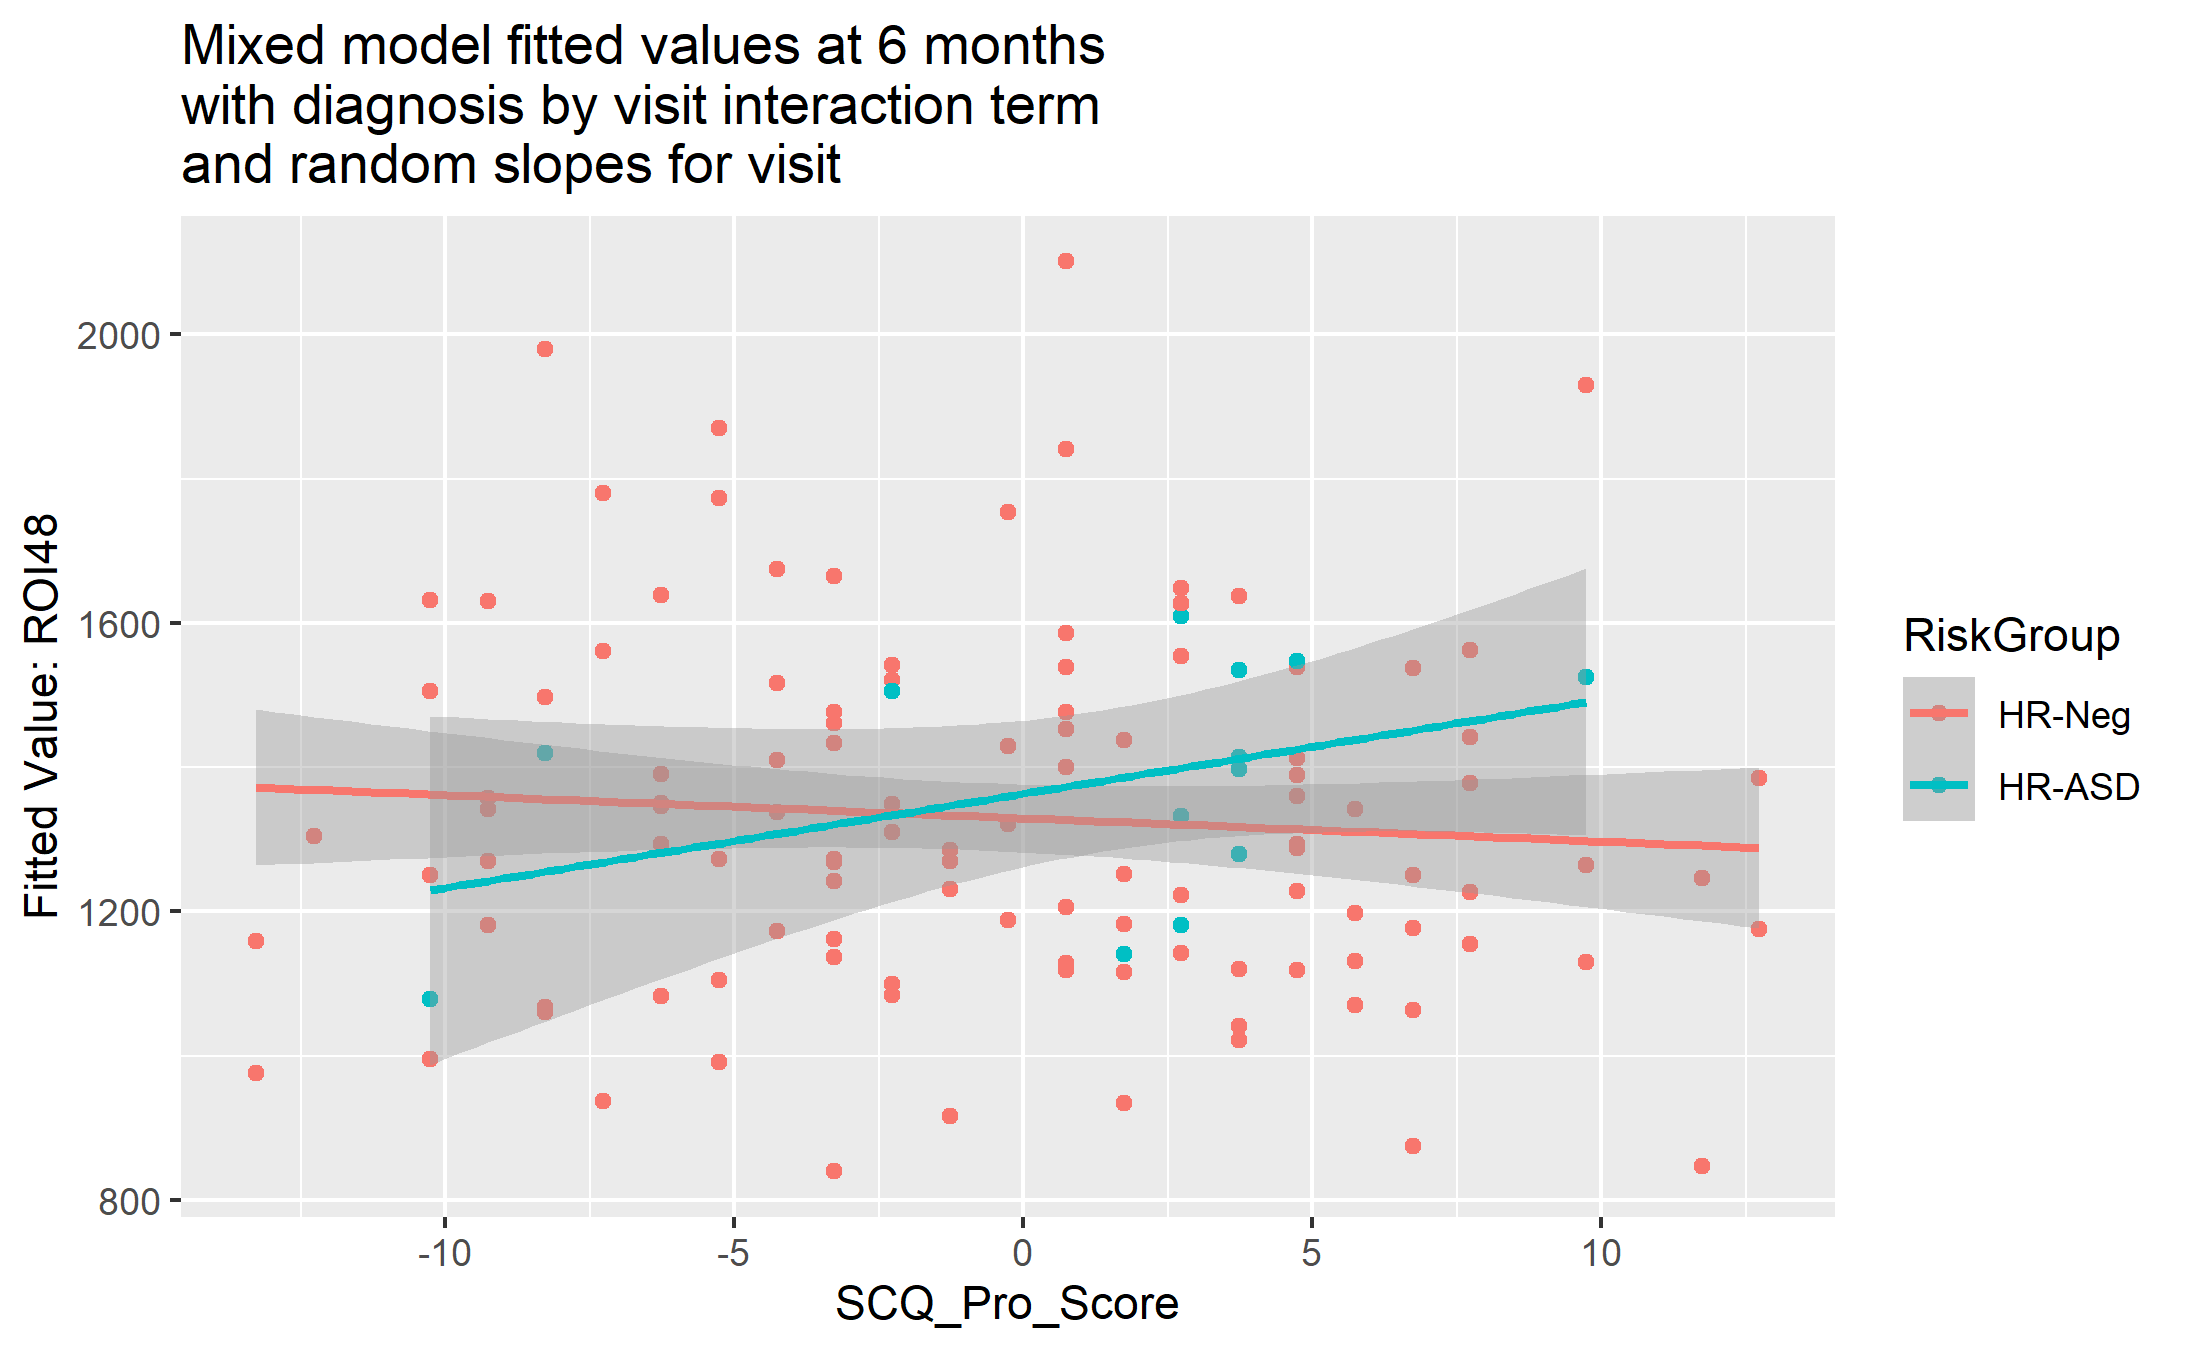 Mixed model fitted values at 6 months
with diagnosis by visit interaction term
and random slopes for visit
Fitted Value: ROI48
2000
1600
1200
800
-10
-5
0
5
10
SCQ_Pro_Score
RiskGroup
HR-Neg
HR-ASD